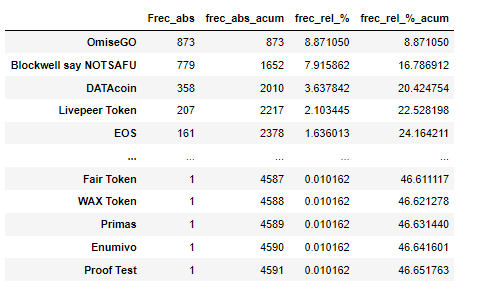 Frec_abs frec_abs_acum frec_rel_% frec_rel_%_acum
OmiseGO 873 873 8.871050 8.871050
Blockwell say NOTSAFU 779 1652 7.915862 16.786912
DATAcoin 358 2010 3.637842 20.424754
Livepeer Token 207 2217 2.103445 22.528198
EOS 161 2378 1.636013 24.164211
... ... ... ... ...
Fair Token 1 4587 0.010162 46.611117
WAX Token 1 4588 0.010162 46.621278
Primas 1 4589 0.010162 46.631440
Enumivo 1 4590 0.010162 46.641601
Proof Test 1 4591 0.010162 46.651763